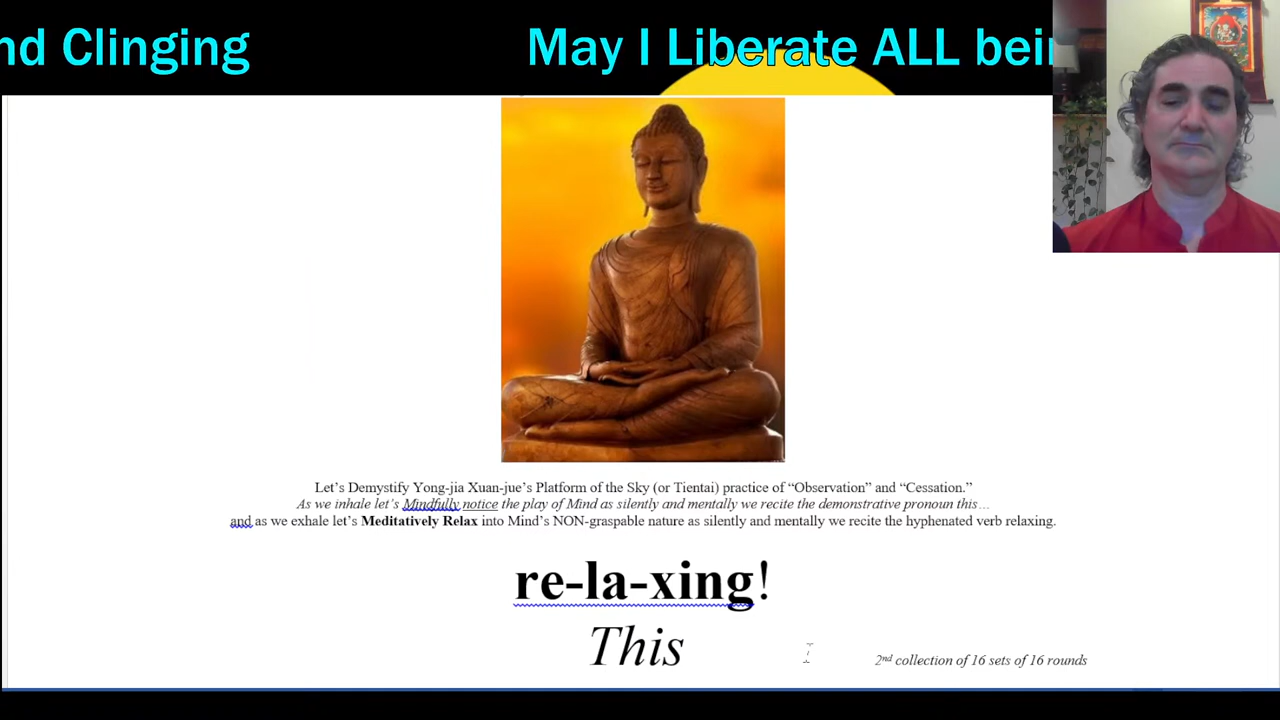 nd Clinging May I Liberate ALL bei
Let's Demystify Yong-jia Xuan-jue's Platform of the Sky (or Tientai) practice of “Observation” and “Cessation.”
As we inhale let's Mindfully notice the play of Mind as silently and mentally we recite the demonstrative pronoun this…
and as we exhale let's Meditatively Relax into Mind's NON-graspable nature as silently and mentally we recite the hyphenated verb relaxing.
re-la-xing!
This
2nd collection of 16 sets of 16 rounds